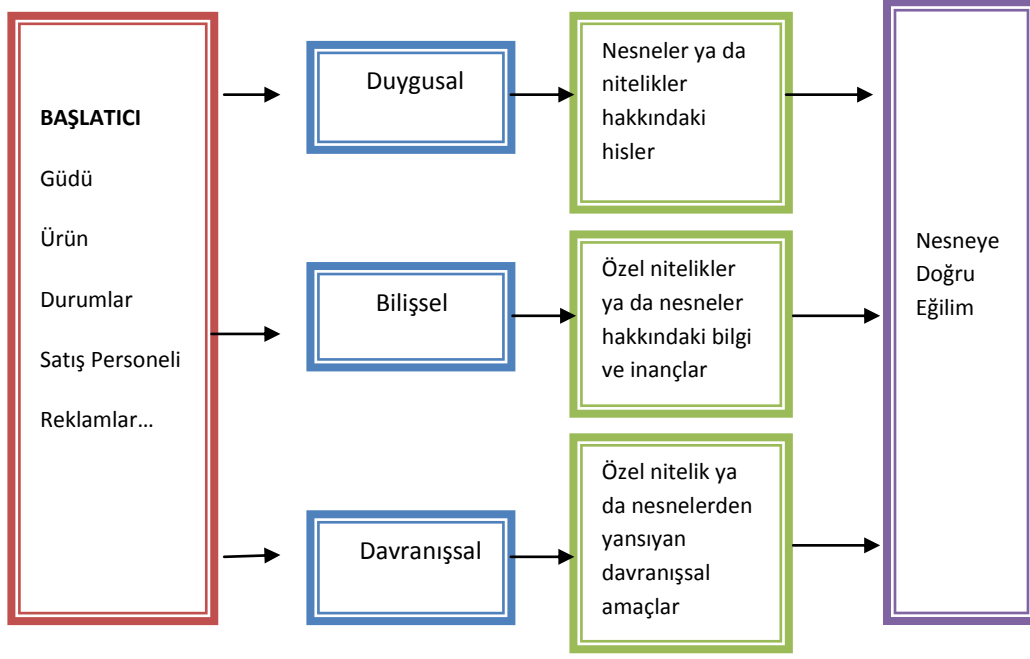 BAŞLATICI
Güdü
Ürün
Durumlar
Satış Personeli
Reklamlar…
Duygusal
Nesneler ya da
nitelikler
hakkındaki
hisler
Bilişsel
Özel nitelikler
ya da nesneler
hakkındaki bilgi
ve inançlar
Davranışsal
Özel nitelik ya
da nesnelerden
yansıyan
davranışsal
amaçlar
Nesneye
Doğru
Eğilim